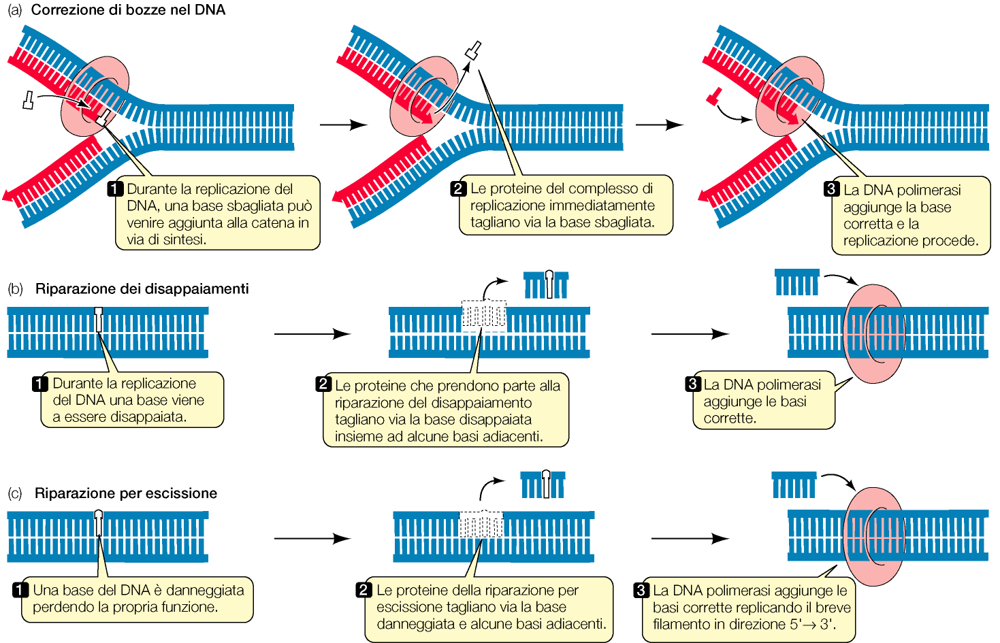 (a) Correzione di bozze nel DNA
1 Durante la replicazione del
DNA, una base sbagliata può
venire aggiunta alla catena in
via di sintesi.
2 Le proteine del complesso di
replicazione immediatamente
tagliano via la base sbagliata.
3 La DNA polimerasi
aggiunge la base
corretta e la
replicazione procede.
(b) Riparazione dei disappaiamenti
1 Durante la replicazione
del DNA una base viene
a essere disappaiata.
2 Le proteine che prendono parte alla
riparazione del disappaiamento
tagliano via la base disappaiata
insieme ad alcune basi adiacenti.
3 La DNA polimerasi
aggiunge le basi
corrette.
(c) Riparazione per escissione
1 Una base del DNA è danneggiata
perdendo la propria funzione.
2 Le proteine della riparazione per
escissione tagliano via la base
danneggiata e alcune basi adiacenti.
3 La DNA polimerasi aggiunge le
basi corrette replicando il breve
filamento in direzione 5'→ 3'.